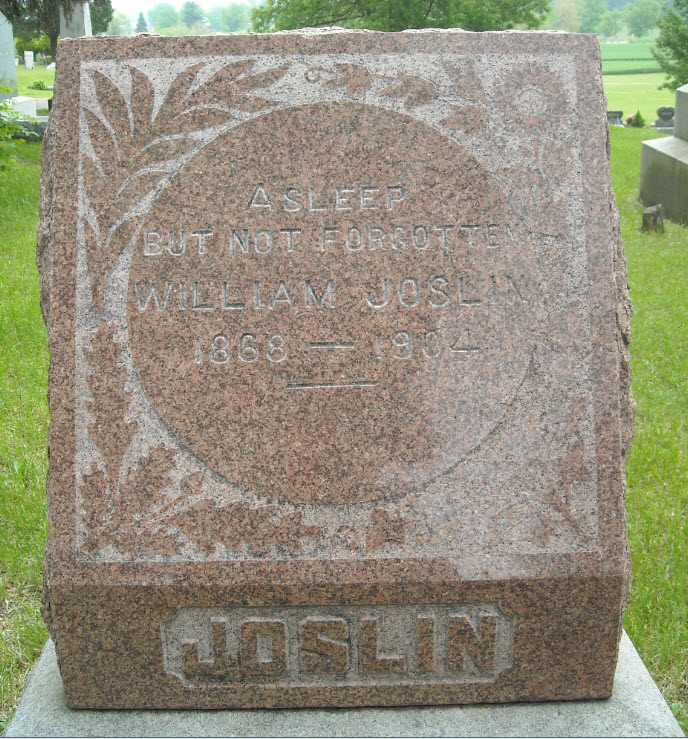 ASLEEP
BUT NOT FORGOTTEN
WILLIAM JOSLIN
1868 — 1904
JOSLIN